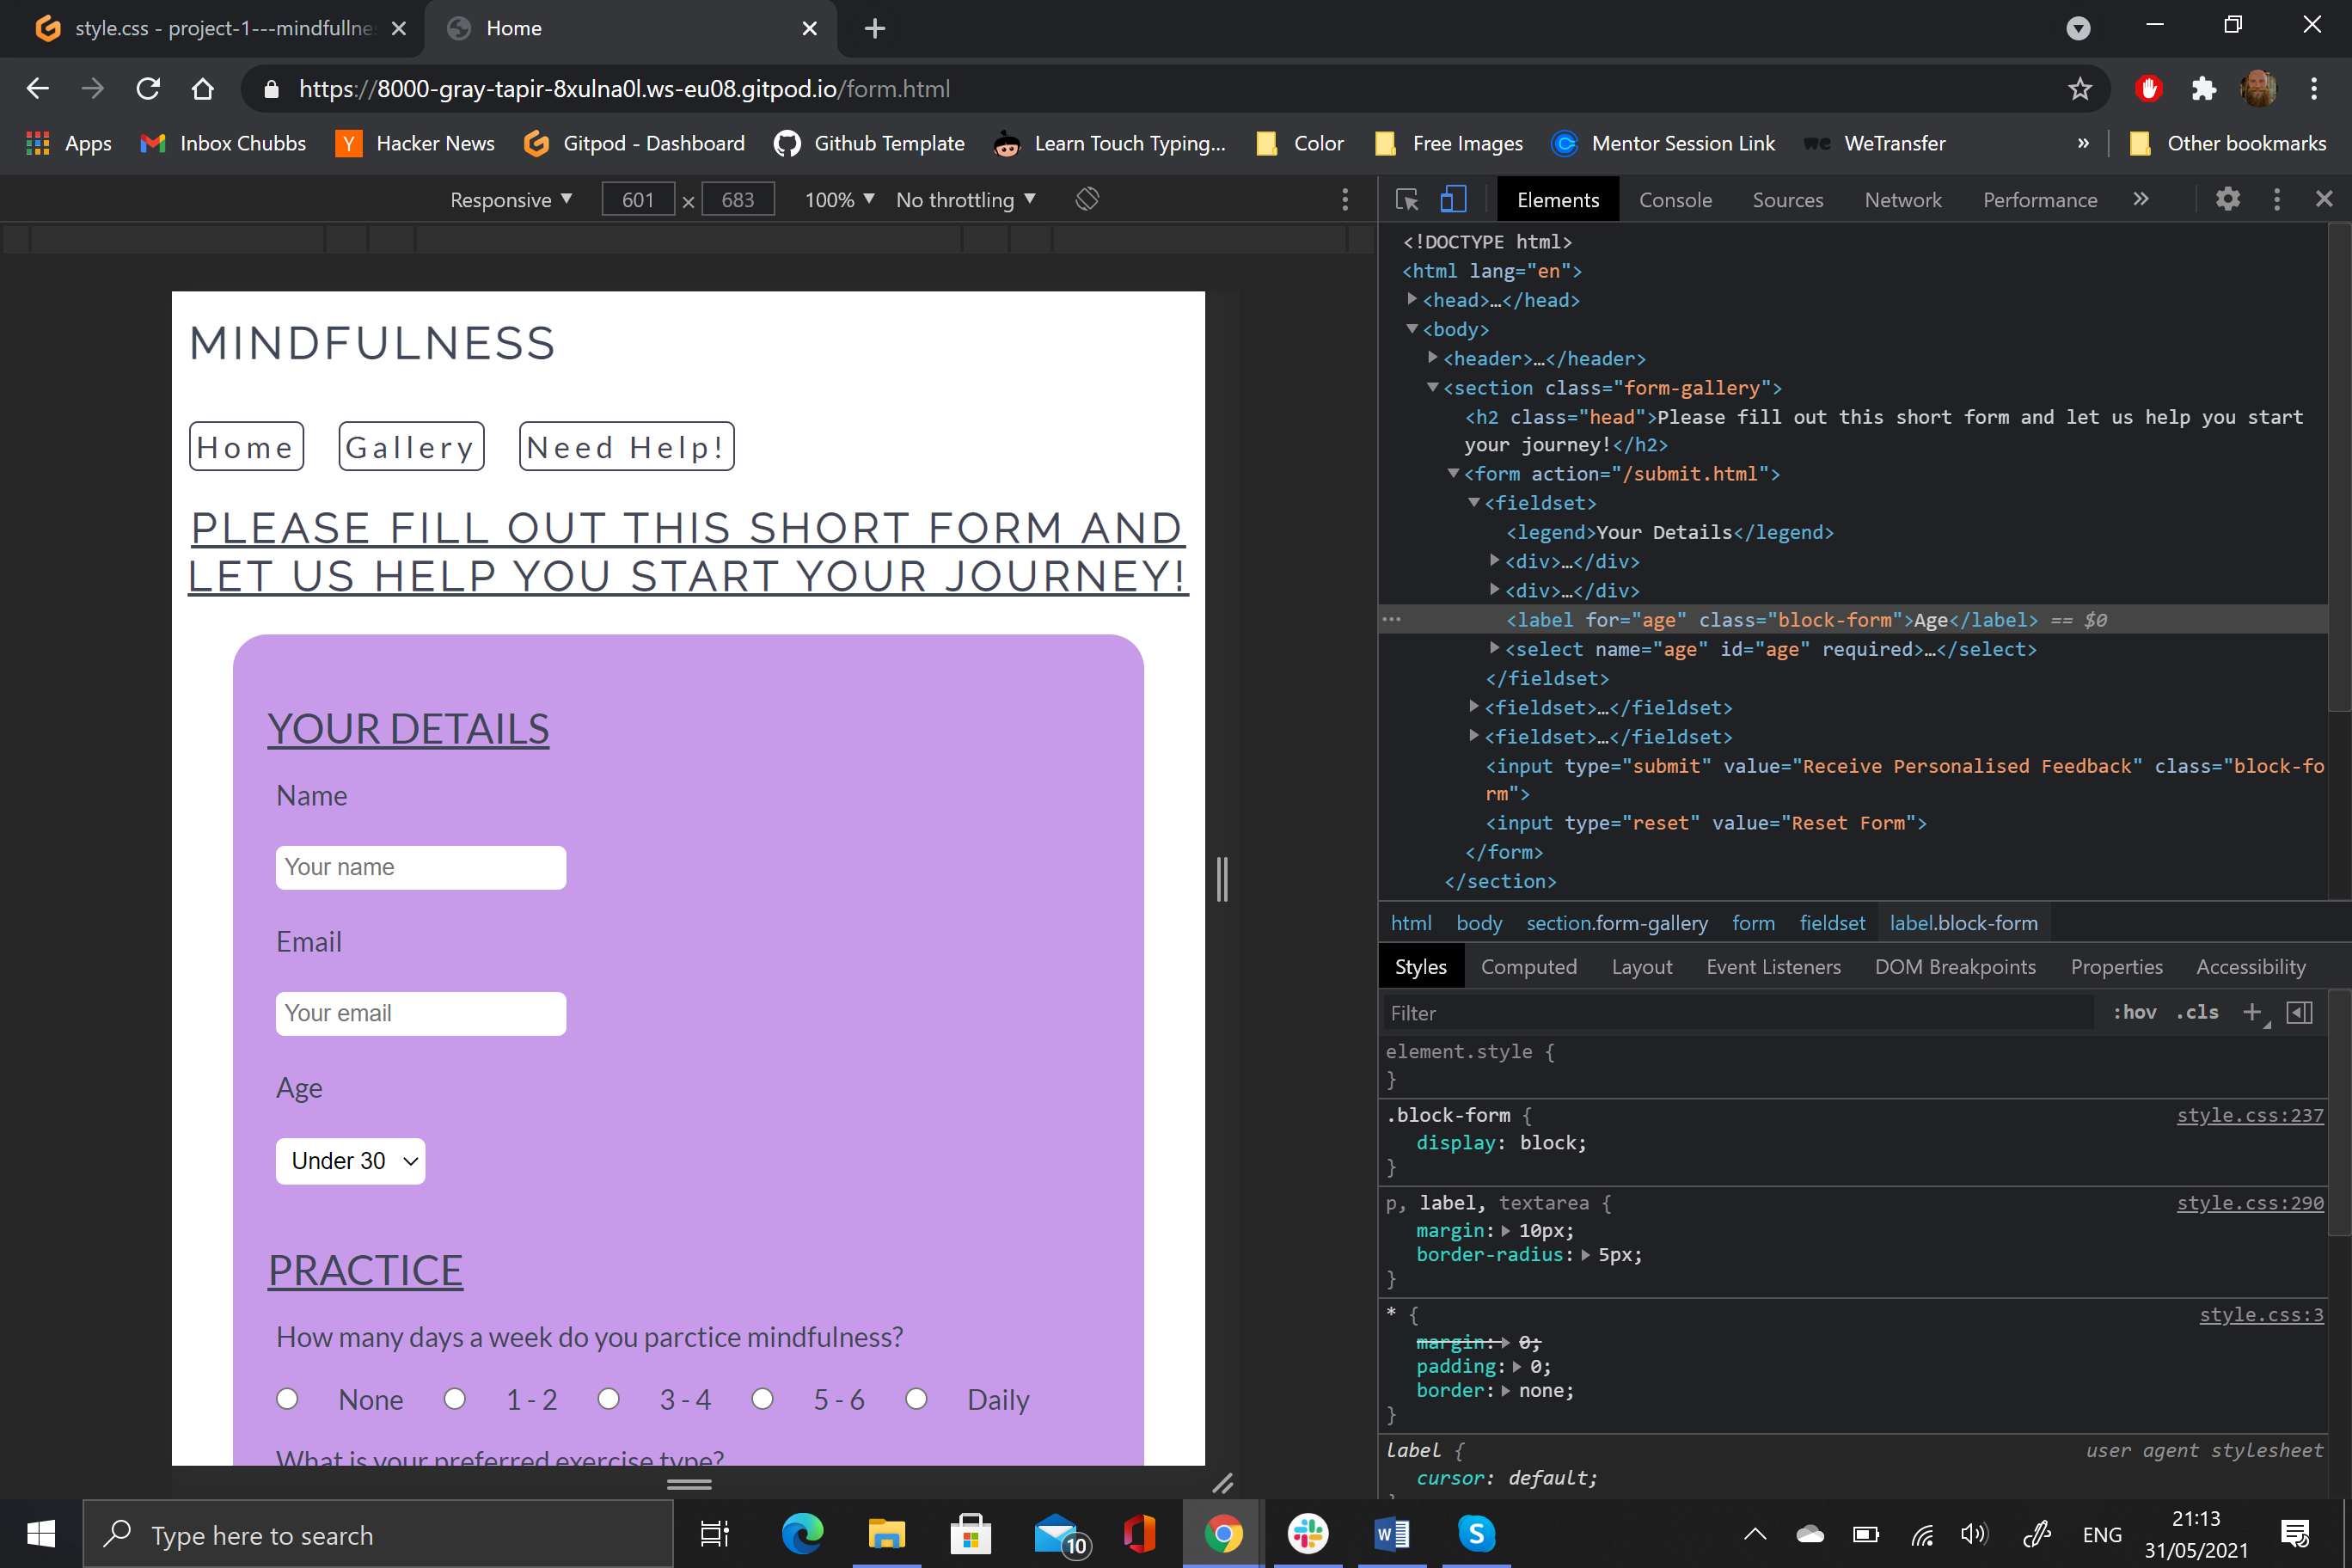 style.css - project-1---mindfullne
Home
https://8000-gray-tapir-8xulna0l.ws-eu08.gitpod.io/form.html
Apps
Inbox Chubbs
Hacker News
Gitpod - Dashboard
Github Template
Learn Touch Typing...
Color
Free Images
Mentor Session Link
WeTransfer
»
Other bookmarks
Responsive
601 × 683
100%
No throttling
Elements
Console
Sources
Network
Performance
»
MINDFULNESS
Home
Gallery
Need Help!
PLEASE FILL OUT THIS SHORT FORM AND
LET US HELP YOU START YOUR JOURNEY!
YOUR DETAILS
Name
Your name
Email
Your email
Age
Under 30
PRACTICE
How many days a week do you parctice mindfulness?
None
1 - 2
3 - 4
5 - 6
Daily
What is your preferred exercise type?
<!DOCTYPE html>
<html lang="en">
<head>…</head>
<body>
<header>…</header>
<section class="form-gallery">
<h2 class="head">Please fill out this short form and let us help you start
your journey!</h2>
<form action="/submit.html">
<fieldset>
<legend>Your Details</legend>
<div>…</div>
<div>…</div>
<label for="age" class="block-form">Age</label> == $0
<select name="age" id="age" required>…</select>
</fieldset>
<fieldset>…</fieldset>
<fieldset>…</fieldset>
<input type="submit" value="Receive Personalised Feedback" class="block-fo
rm">
<input type="reset" value="Reset Form">
</form>
</section>
html
body
section.form-gallery
form
fieldset
label.block-form
Styles
Computed
Layout
Event Listeners
DOM Breakpoints
Properties
Accessibility
Filter
:hov
.cls
element.style {
}
.block-form {
style.css:237
display: block;
}
p, label, textarea {
style.css:290
margin: 10px;
border-radius: 5px;
}
* {
style.css:3
margin: 0;
padding: 0;
border: none;
}
label {
user agent stylesheet
cursor: default;
Type here to search
10
ENG
21:13
31/05/2021